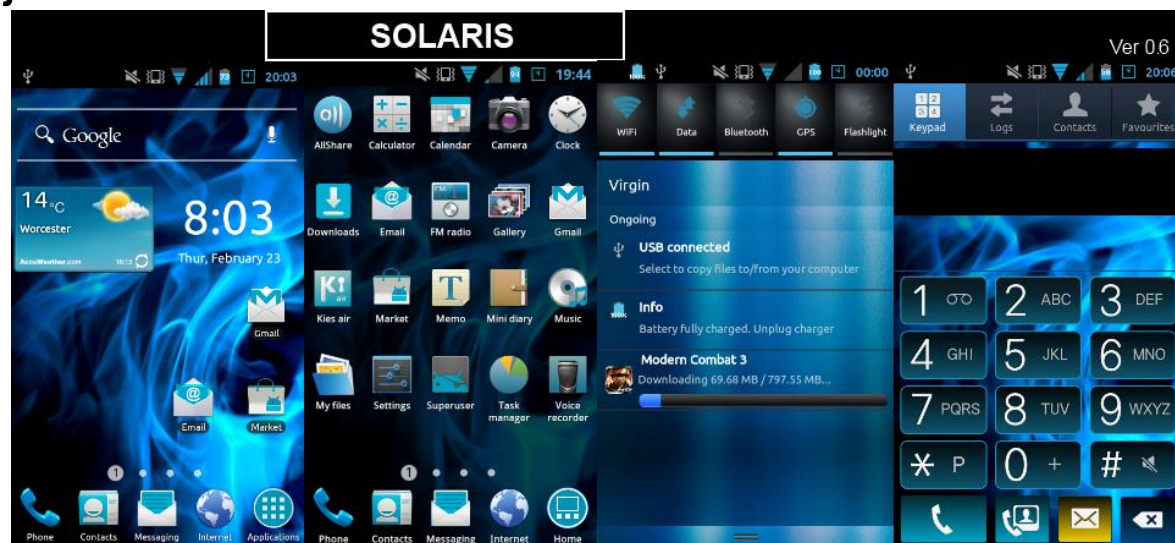 SOLARIS
Ver 0.6
73 20:03
Google
14°C
Worcester
AccuWeather.com
8:03
Thur, February 23
Gmail
Email Market
1
Phone Contacts Messaging Internet Applications
94 19:44
AllShare Calculator Calendar Camera Clock
Downloads Email FM radio Gallery Gmail
Kies air Market Memo Mini diary Music
My files Settings Superuser Task manager Voice recorder
1
Phone Contacts Messaging Internet Home
100 00:00
WiFi Data Bluetooth GPS Flashlight
Virgin
Ongoing
USB connected
Select to copy files to/from your computer
Info
Battery fully charged. Unplug charger
Modern Combat 3
Downloading 69.68 MB / 797.55 MB...
20:06
Keypad Logs Contacts Favourites
1 2 ABC 3 DEF
4 GHI 5 JKL 6 MNO
7 PQRS 8 TUV 9 WXYZ
* P 0 + #